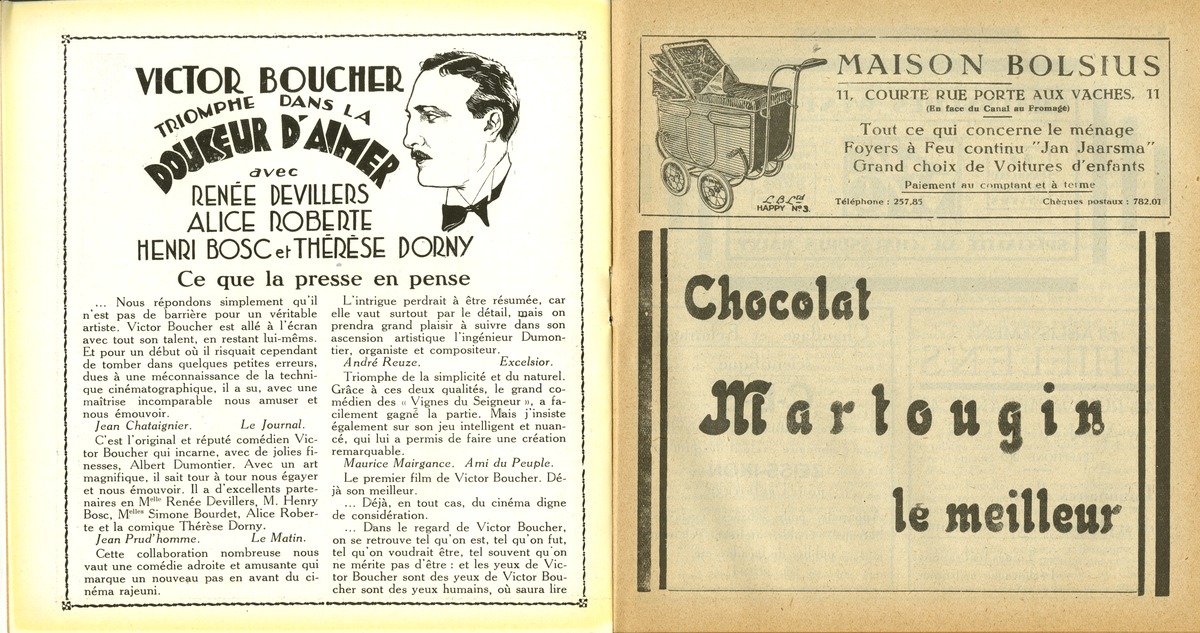 VICTOR BOUCHER
TRIOMPHE DANS LA
DOUCEUR D'AIMER
avec
RENÉE DEVILLERS
ALICE ROBERTE
HENRI BOSC et THÉRÈSE DORNY
Ce que la presse en pense
... Nous répondons simplement qu'il
n'est pas de barrière pour un véritable
artiste. Victor Boucher est allé à l'écran
avec tout son talent, en restant lui-mêms.
Et pour un début où il risquait cependant
de tomber dans quelques petites erreurs,
dues à une méconnaissance de la techni-
que cinématographique, il a su, avec une
maîtrise incomparable nous amuser et
nous émouvoir.
Jean Chataignier. Le Journal.
C'est l'original et réputé comédien Vic-
tor Boucher qui incarne, avec de jolies fi-
nesses, Albert Dumontier. Avec un art
magnifique, il sait tour à tour nous égayer
et nous émouvoir. Il a d'excellents parte-
naires en Melle Renée Devillers, M. Henry
Bosc, Melles Simone Bourdet, Alice Rober-
te et la comique Thérèse Dorny.
Jean Prud'homme. Le Matin.
Cette collaboration nombreuse nous
vaut une comédie adroite et amusante qui
marque un nouveau pas en avant du ci-
néma rajeuni.
L'intrigue perdrait à être résumée, car
elle vaut surtout par le détail, mais on
prendra grand plaisir à suivre dans son
ascension artistique l'ingénieur Dumon-
tier, organiste et compositeur.
André Reuze. Excelsior.
Triomphe de la simplicité et du naturel.
Grâce à ces deux qualités, le grand co-
médien des « Vignes du Seigneur », a fa-
cilement gagné la partie. Mais j'insiste
également sur son jeu intelligent et nuan-
cé, qui lui a permis de faire une création
remarquable.
Maurice Mairgance. Ami du Peuple.
Le premier film de Victor Boucher. Dé-
jà son meilleur.
... Déjà, en tout cas, du cinéma digne
de considération.
... Dans le regard de Victor Boucher,
on se retrouve tel qu'on est, tel qu'on fut,
tel qu'on voudrait être, tel souvent qu'on
ne mérite pas d'être : et les yeux de Vic-
tor Boucher sont des yeux de Victor Bou-
cher sont des yeux humains, où saura lire
MAISON BOLSIUS
11, COURTE RUE PORTE AUX VACHES, 11
(En face du Canal au Fromage)
Tout ce qui concerne le ménage
Foyers à Feu continu "Jan Jaarsma"
Grand choix de Voitures d'enfants
Paiement au comptant et à terme
L.B.Ltd
HAPPY No 3.
Téléphone : 257,85 Chèques postaux : 782.01
Chocolat
Martougin
le meilleur